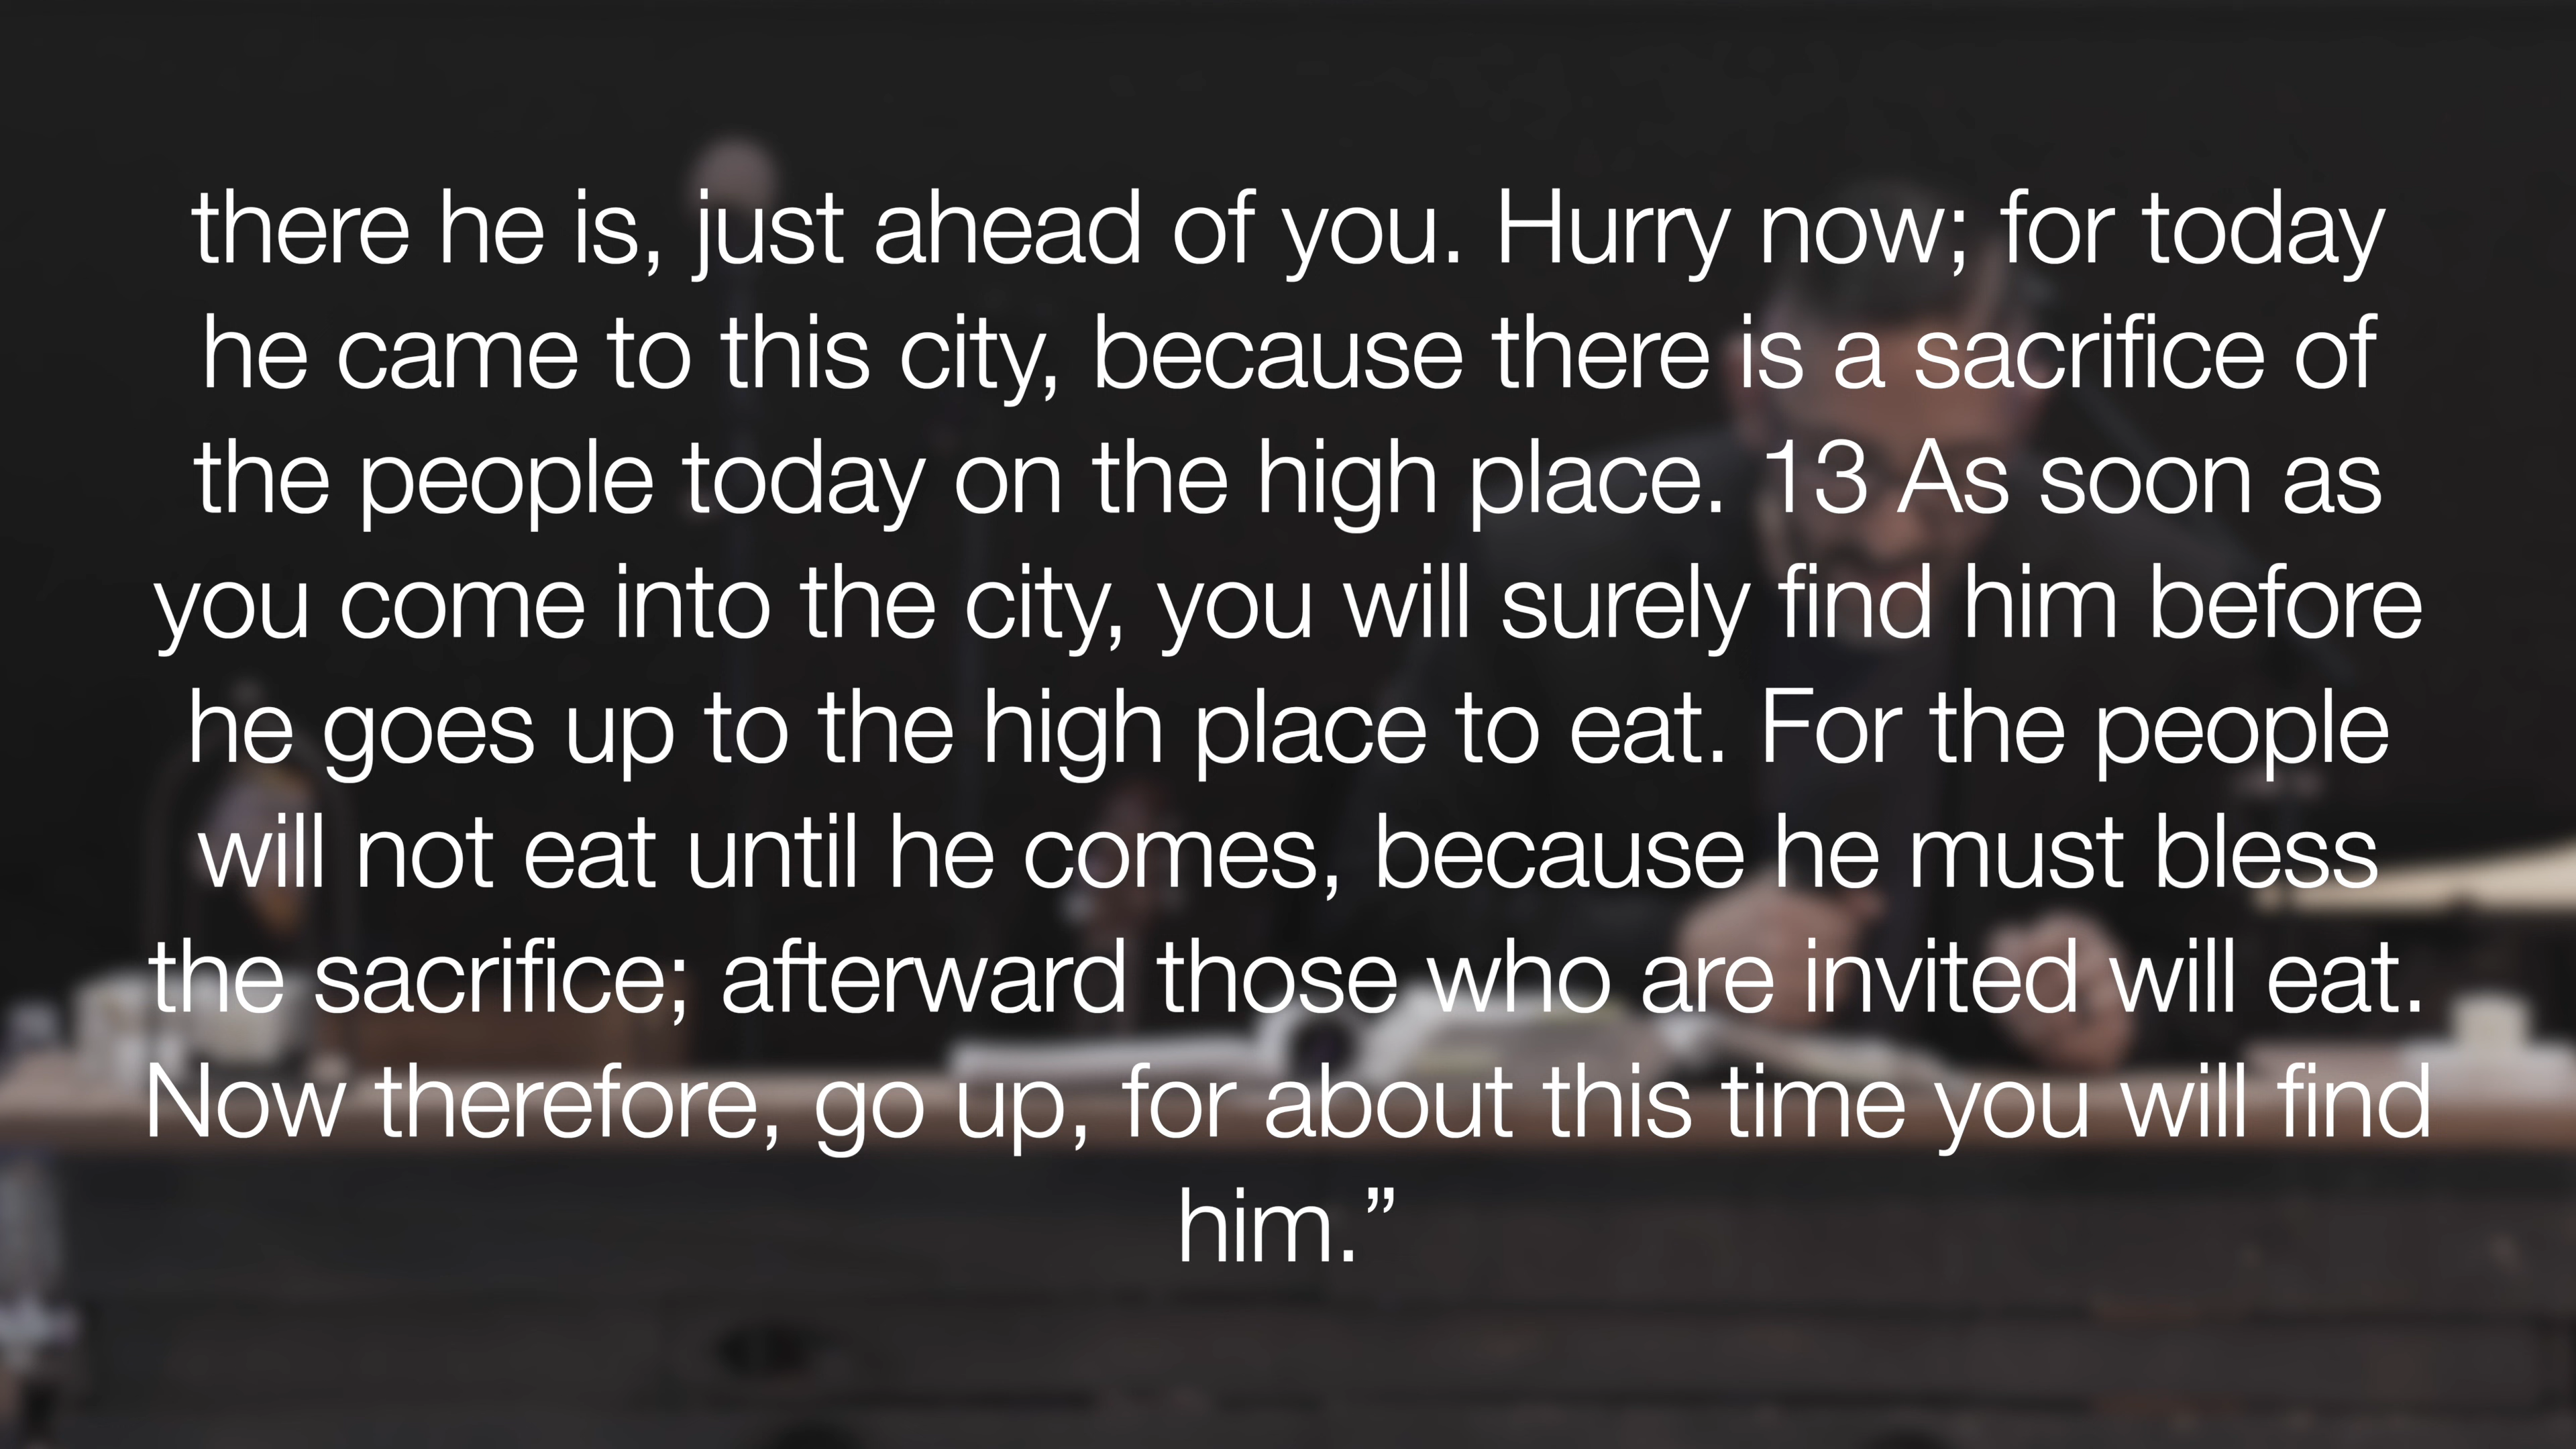 there he is, just ahead of you. Hurry now; for today
he came to this city, because there is a sacrifice of
the people today on the high place. 13 As soon as
you come into the city, you will surely find him before
he goes up to the high place to eat. For the people
will not eat until he comes, because he must bless
the sacrifice; afterward those who are invited will eat.
Now therefore, go up, for about this time you will find
him.”